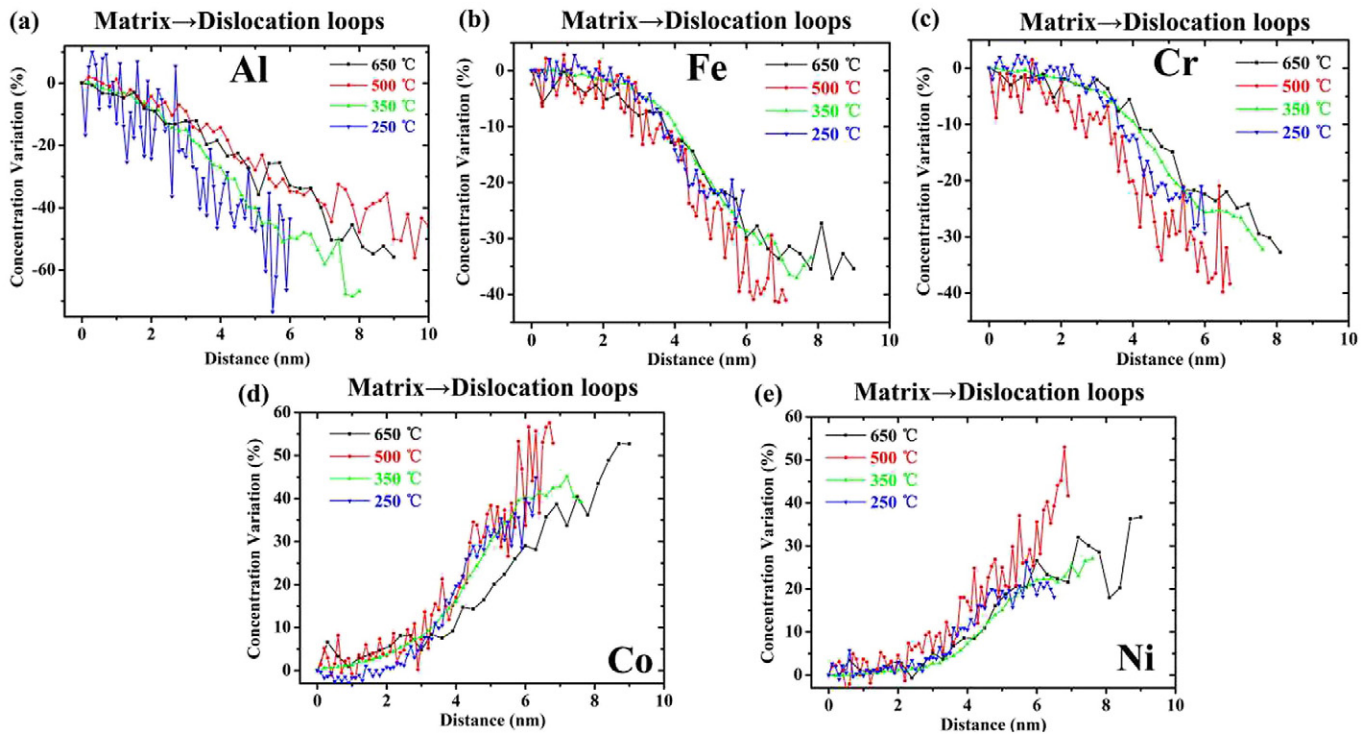 (a) Matrix→Dislocation loops
Al
650 ℃
500 ℃
350 ℃
250 ℃
Concentration Variation (%)
0
-20
-40
-60
0 2 4 6 8 10
Distance (nm)
(b) Matrix→Dislocation loops
Fe
650 ℃
500 ℃
350 ℃
250 ℃
Concentration Variation (%)
0
-10
-20
-30
-40
0 2 4 6 8 10
Distance (nm)
(c) Matrix→Dislocation loops
Cr
650 ℃
500 ℃
350 ℃
250 ℃
Concentration Variation (%)
0
-10
-20
-30
-40
0 2 4 6 8 10
Distance (nm)
(d) Matrix→Dislocation loops
650 ℃
500 ℃
350 ℃
250 ℃
Co
Concentration Variation (%)
60
50
40
30
20
10
0
0 2 4 6 8 10
Distance (nm)
(e) Matrix→Dislocation loops
650 ℃
500 ℃
350 ℃
250 ℃
Ni
Concentration Variation (%)
60
50
40
30
20
10
0
0 2 4 6 8 10
Distance (nm)